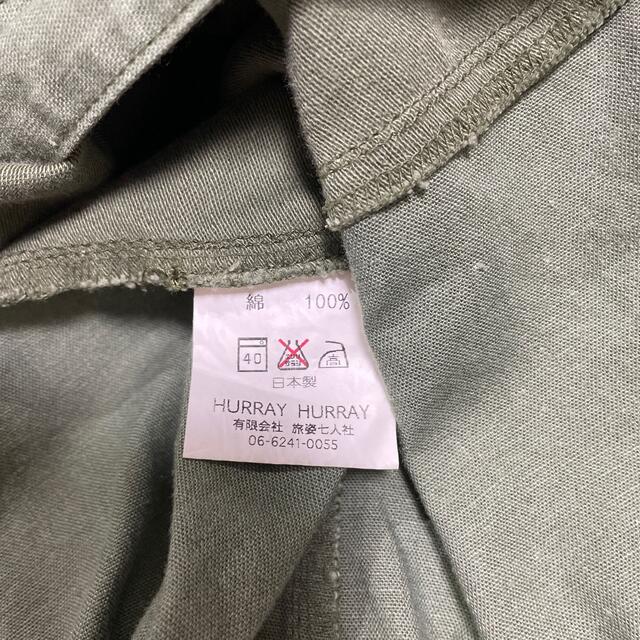 綿 100%
40 高
日本製
HURRAY HURRAY
有限会社 旅姿七人社
06-6241-0055